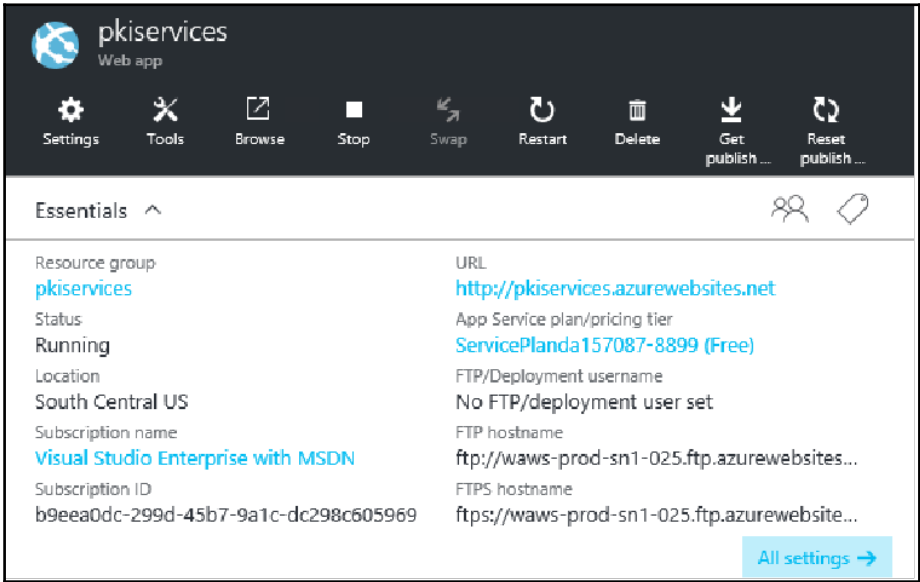 pkiservices
Web app
Settings Tools Browse Stop Swap Restart Delete Get publish ... Reset publish ...
Essentials
Resource group
pkiservices
Status
Running
Location
South Central US
Subscription name
Visual Studio Enterprise with MSDN
Subscription ID
b9eea0dc-299d-45b7-9a1c-dc298c605969
URL
http://pkiservices.azurewebsites.net
App Service plan/pricing tier
ServicePlanda157087-8899 (Free)
FTP/Deployment username
No FTP/deployment user set
FTP hostname
ftp://waws-prod-sn1-025.ftp.azurewebsites...
FTPS hostname
ftps://waws-prod-sn1-025.ftp.azurewebsite...
All settings →